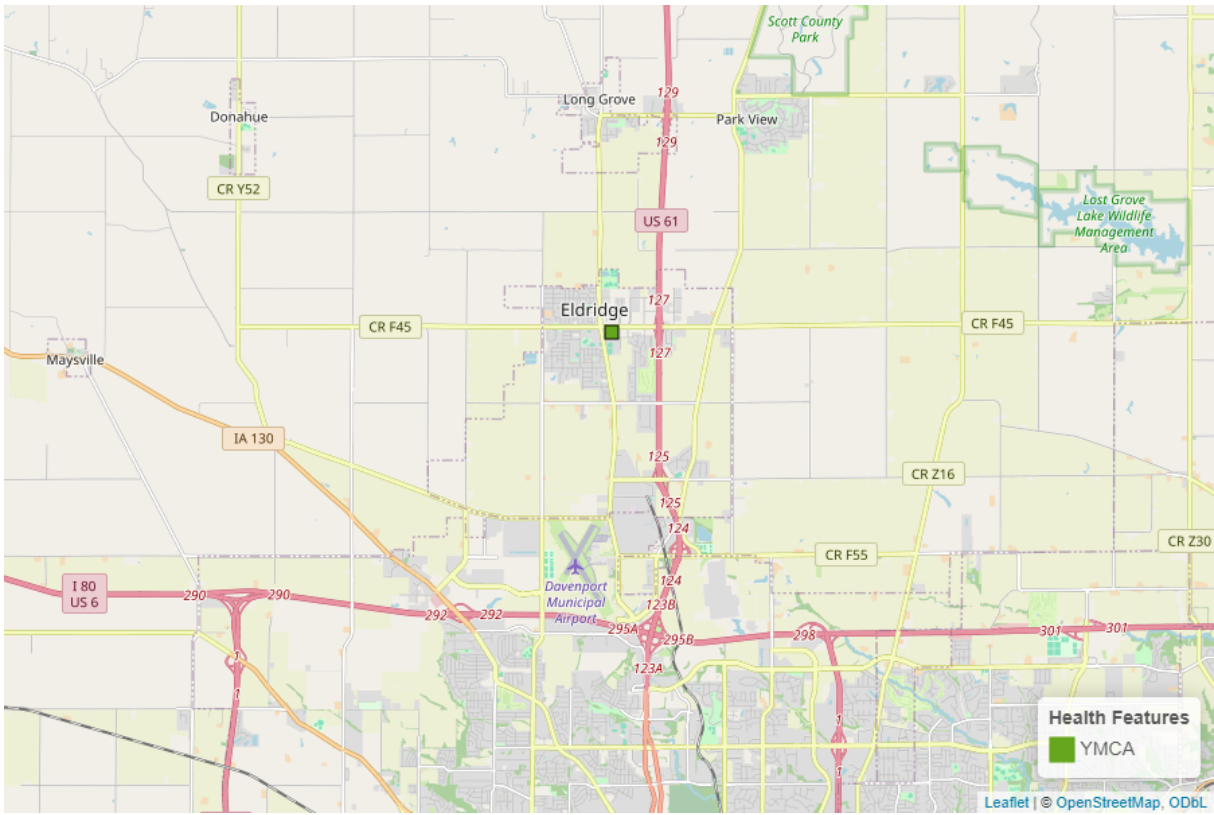 Scott County
Park
129
Long Grove
Donahue
Park View
129
CR Y52
US 61
Lost Grove
Lake Wildlife
Management
Area
127
Eldridge
CR F45
CR F45
127
Maysville
IA 130
125
CR Z16
125
124
CR Z30
CR F55
124
I 80
US 6
290
290
Davenport
Municipal
Airport
123B
292
292
295A
295B
298
301
301
1
123A
1
1
1
Health Features
YMCA
Leaflet | © OpenStreetMap, ODbL